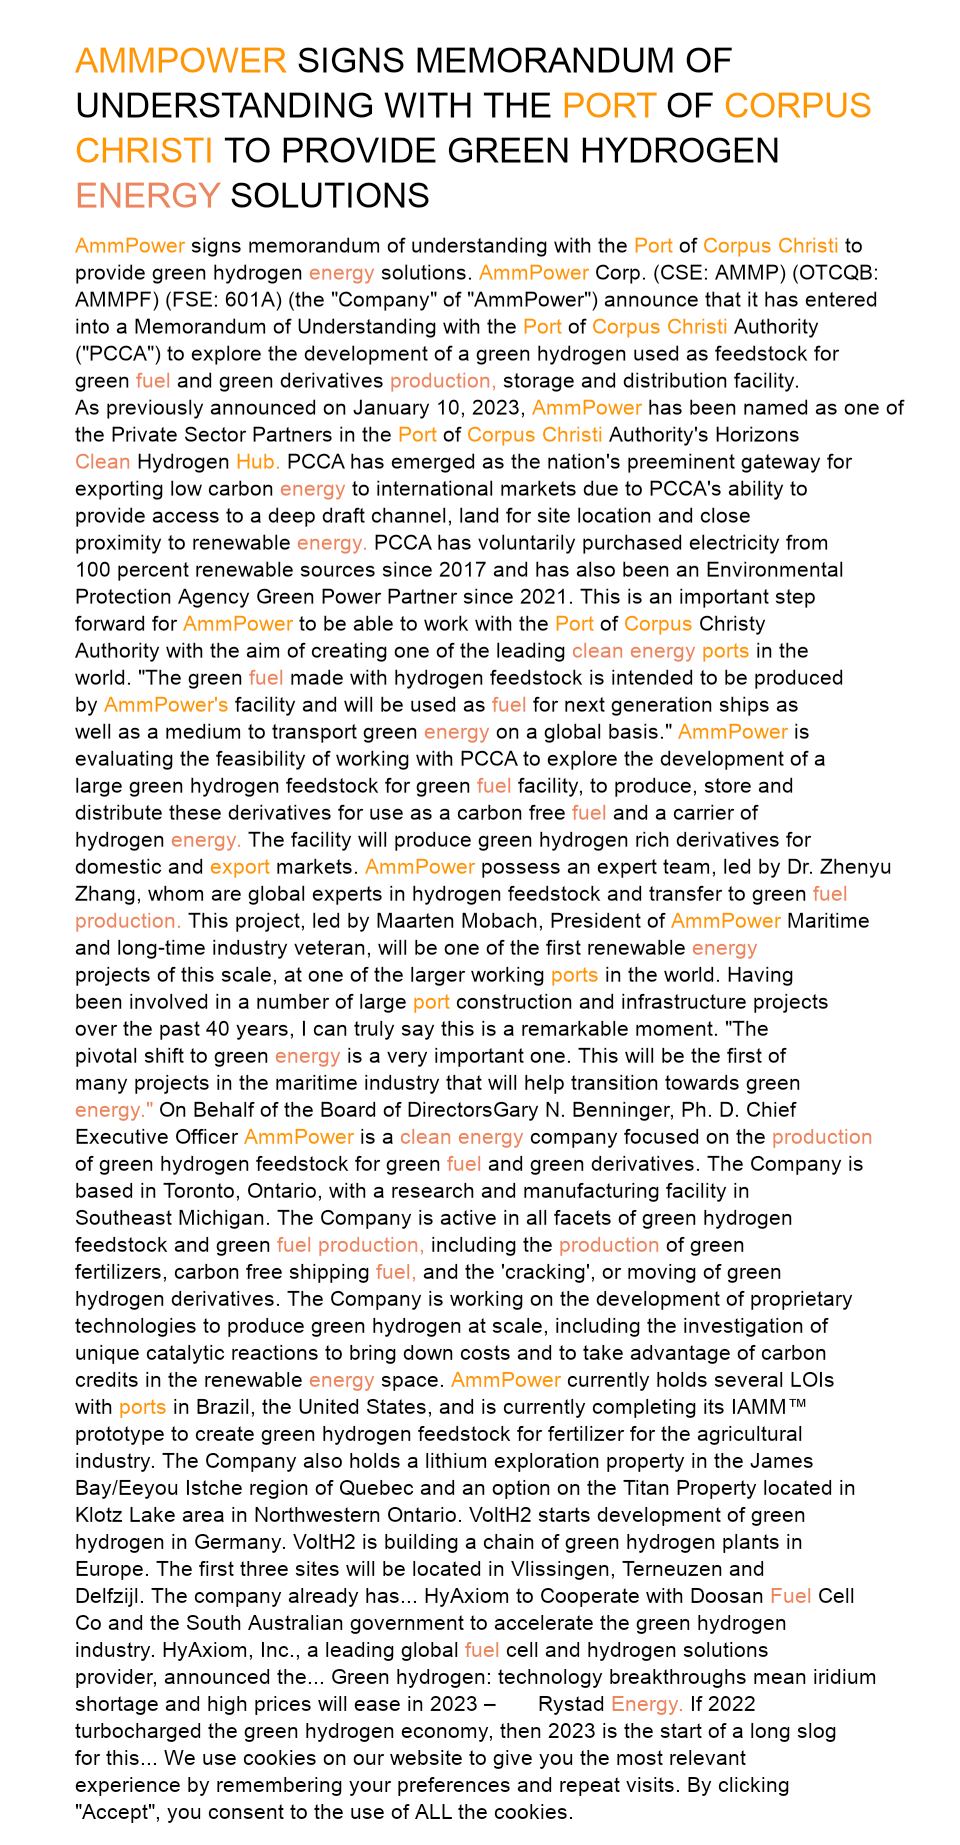 AMMPOWER SIGNS MEMORANDUM OF
UNDERSTANDING WITH THE PORT OF CORPUS
CHRISTI TO PROVIDE GREEN HYDROGEN
ENERGY SOLUTIONS
AmmPower signs memorandum of understanding with the Port of Corpus Christi to
provide green hydrogen energy solutions. AmmPower Corp. (CSE: AMMP) (OTCQB:
AMMPF) (FSE: 601A) (the "Company" of "AmmPower") announce that it has entered
into a Memorandum of Understanding with the Port of Corpus Christi Authority
("PCCA") to explore the development of a green hydrogen used as feedstock for
green fuel and green derivatives production, storage and distribution facility.
As previously announced on January 10, 2023, AmmPower has been named as one of
the Private Sector Partners in the Port of Corpus Christi Authority's Horizons
Clean Hydrogen Hub. PCCA has emerged as the nation's preeminent gateway for
exporting low carbon energy to international markets due to PCCA's ability to
provide access to a deep draft channel, land for site location and close
proximity to renewable energy. PCCA has voluntarily purchased electricity from
100 percent renewable sources since 2017 and has also been an Environmental
Protection Agency Green Power Partner since 2021. This is an important step
forward for AmmPower to be able to work with the Port of Corpus Christy
Authority with the aim of creating one of the leading clean energy ports in the
world. "The green fuel made with hydrogen feedstock is intended to be produced
by AmmPower's facility and will be used as fuel for next generation ships as
well as a medium to transport green energy on a global basis." AmmPower is
evaluating the feasibility of working with PCCA to explore the development of a
large green hydrogen feedstock for green fuel facility, to produce, store and
distribute these derivatives for use as a carbon free fuel and a carrier of
hydrogen energy. The facility will produce green hydrogen rich derivatives for
domestic and export markets. AmmPower possess an expert team, led by Dr. Zhenyu
Zhang, whom are global experts in hydrogen feedstock and transfer to green fuel
production. This project, led by Maarten Mobach, President of AmmPower Maritime
and long-time industry veteran, will be one of the first renewable energy
projects of this scale, at one of the larger working ports in the world. Having
been involved in a number of large port construction and infrastructure projects
over the past 40 years, I can truly say this is a remarkable moment. "The
pivotal shift to green energy is a very important one. This will be the first of
many projects in the maritime industry that will help transition towards green
energy." On Behalf of the Board of DirectorsGary N. Benninger, Ph. D. Chief
Executive Officer AmmPower is a clean energy company focused on the production
of green hydrogen feedstock for green fuel and green derivatives. The Company is
based in Toronto, Ontario, with a research and manufacturing facility in
Southeast Michigan. The Company is active in all facets of green hydrogen
feedstock and green fuel production, including the production of green
fertilizers, carbon free shipping fuel, and the 'cracking', or moving of green
hydrogen derivatives. The Company is working on the development of proprietary
technologies to produce green hydrogen at scale, including the investigation of
unique catalytic reactions to bring down costs and to take advantage of carbon
credits in the renewable energy space. AmmPower currently holds several LOIs
with ports in Brazil, the United States, and is currently completing its IAMM™
prototype to create green hydrogen feedstock for fertilizer for the agricultural
industry. The Company also holds a lithium exploration property in the James
Bay/Eeyou Istche region of Quebec and an option on the Titan Property located in
Klotz Lake area in Northwestern Ontario. VoltH2 starts development of green
hydrogen in Germany. VoltH2 is building a chain of green hydrogen plants in
Europe. The first three sites will be located in Vlissingen, Terneuzen and
Delfzijl. The company already has... HyAxiom to Cooperate with Doosan Fuel Cell
Co and the South Australian government to accelerate the green hydrogen
industry. HyAxiom, Inc., a leading global fuel cell and hydrogen solutions
provider, announced the... Green hydrogen: technology breakthroughs mean iridium
shortage and high prices will ease in 2023 – Rystad Energy. If 2022
turbocharged the green hydrogen economy, then 2023 is the start of a long slog
for this... We use cookies on our website to give you the most relevant
experience by remembering your preferences and repeat visits. By clicking
"Accept", you consent to the use of ALL the cookies.